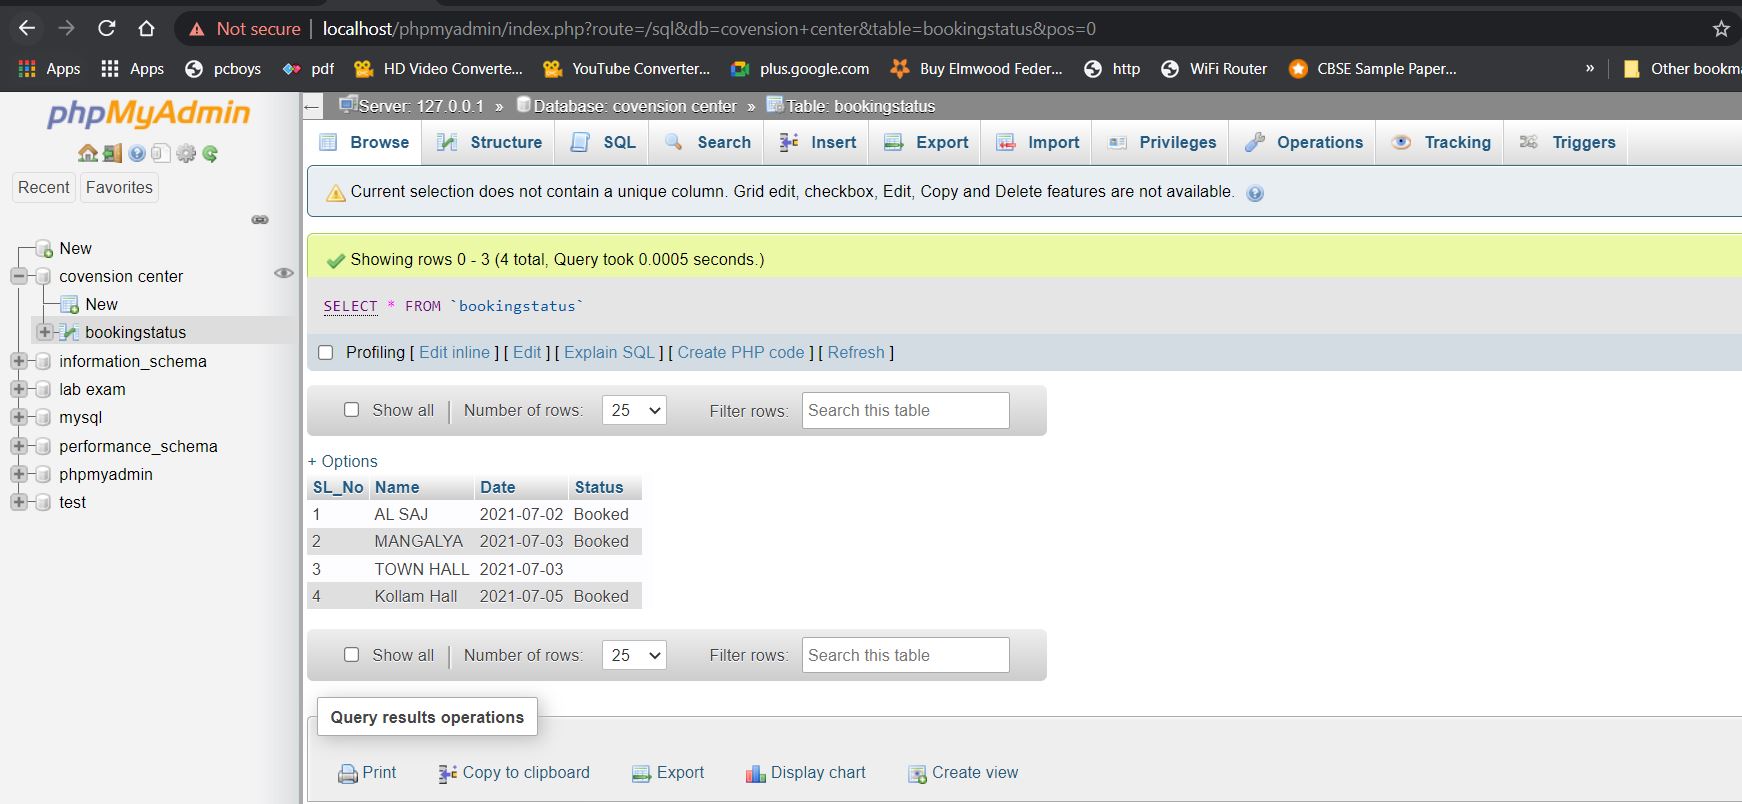 Not secure | localhost/phpmyadmin/index.php?route=/sql&db=covension+center&table=bookingstatus&pos=0
Apps Apps pcboys pdf HD Video Converte... YouTube Converter... plus.google.com Buy Elmwood Feder... http WiFi Router CBSE Sample Paper... » Other bookm
phpMyAdmin
Recent Favorites
New
covension center
New
bookingstatus
information_schema
lab exam
mysql
performance_schema
phpmyadmin
test
Server: 127.0.0.1 » Database: covension center » Table: bookingstatus
Browse Structure SQL Search Insert Export Import Privileges Operations Tracking Triggers
Current selection does not contain a unique column. Grid edit, checkbox, Edit, Copy and Delete features are not available.
Showing rows 0 - 3 (4 total, Query took 0.0005 seconds.)
SELECT * FROM `bookingstatus`
Profiling [ Edit inline ] [ Edit ] [ Explain SQL ] [ Create PHP code ] [ Refresh ]
Show all | Number of rows: 25 Filter rows: Search this table
+ Options
SL_No Name Date Status
1 AL SAJ 2021-07-02 Booked
2 MANGALYA 2021-07-03 Booked
3 TOWN HALL 2021-07-03
4 Kollam Hall 2021-07-05 Booked
Show all | Number of rows: 25 Filter rows: Search this table
Query results operations
Print Copy to clipboard Export Display chart Create view